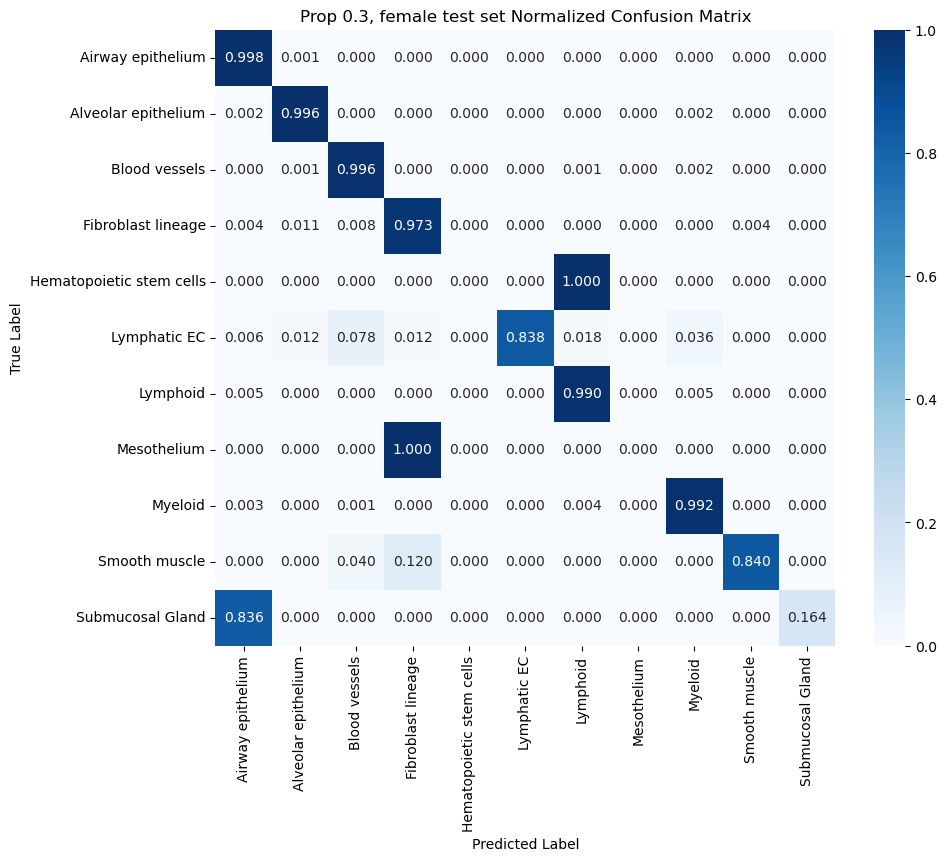 Prop 0.3, female test set Normalized Confusion Matrix
True Label
Airway epithelium 0.998 0.001 0.000 0.000 0.000 0.000 0.000 0.000 0.000 0.000 0.000
Alveolar epithelium 0.002 0.996 0.000 0.000 0.000 0.000 0.000 0.000 0.002 0.000 0.000
Blood vessels 0.000 0.001 0.996 0.000 0.000 0.000 0.001 0.000 0.002 0.000 0.000
Fibroblast lineage 0.004 0.011 0.008 0.973 0.000 0.000 0.000 0.000 0.000 0.004 0.000
Hematopoietic stem cells 0.000 0.000 0.000 0.000 0.000 0.000 1.000 0.000 0.000 0.000 0.000
Lymphatic EC 0.006 0.012 0.078 0.012 0.000 0.838 0.018 0.000 0.036 0.000 0.000
Lymphoid 0.005 0.000 0.000 0.000 0.000 0.000 0.990 0.000 0.005 0.000 0.000
Mesothelium 0.000 0.000 0.000 1.000 0.000 0.000 0.000 0.000 0.000 0.000 0.000
Myeloid 0.003 0.000 0.001 0.000 0.000 0.000 0.004 0.000 0.992 0.000 0.000
Smooth muscle 0.000 0.000 0.040 0.120 0.000 0.000 0.000 0.000 0.000 0.840 0.000
Submucosal Gland 0.836 0.000 0.000 0.000 0.000 0.000 0.000 0.000 0.000 0.000 0.164
Airway epithelium
Alveolar epithelium
Blood vessels
Fibroblast lineage
Hematopoietic stem cells
Lymphatic EC
Lymphoid
Mesothelium
Myeloid
Smooth muscle
Submucosal Gland
Predicted Label
1.0
0.8
0.6
0.4
0.2
0.0